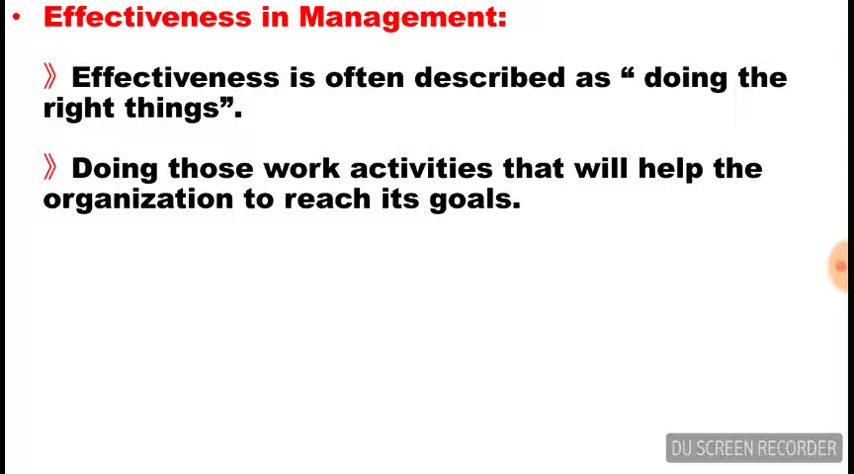 • Effectiveness in Management:
》Effectiveness is often described as “ doing the
right things”.
》Doing those work activities that will help the
organization to reach its goals.
DU SCREEN RECORDER